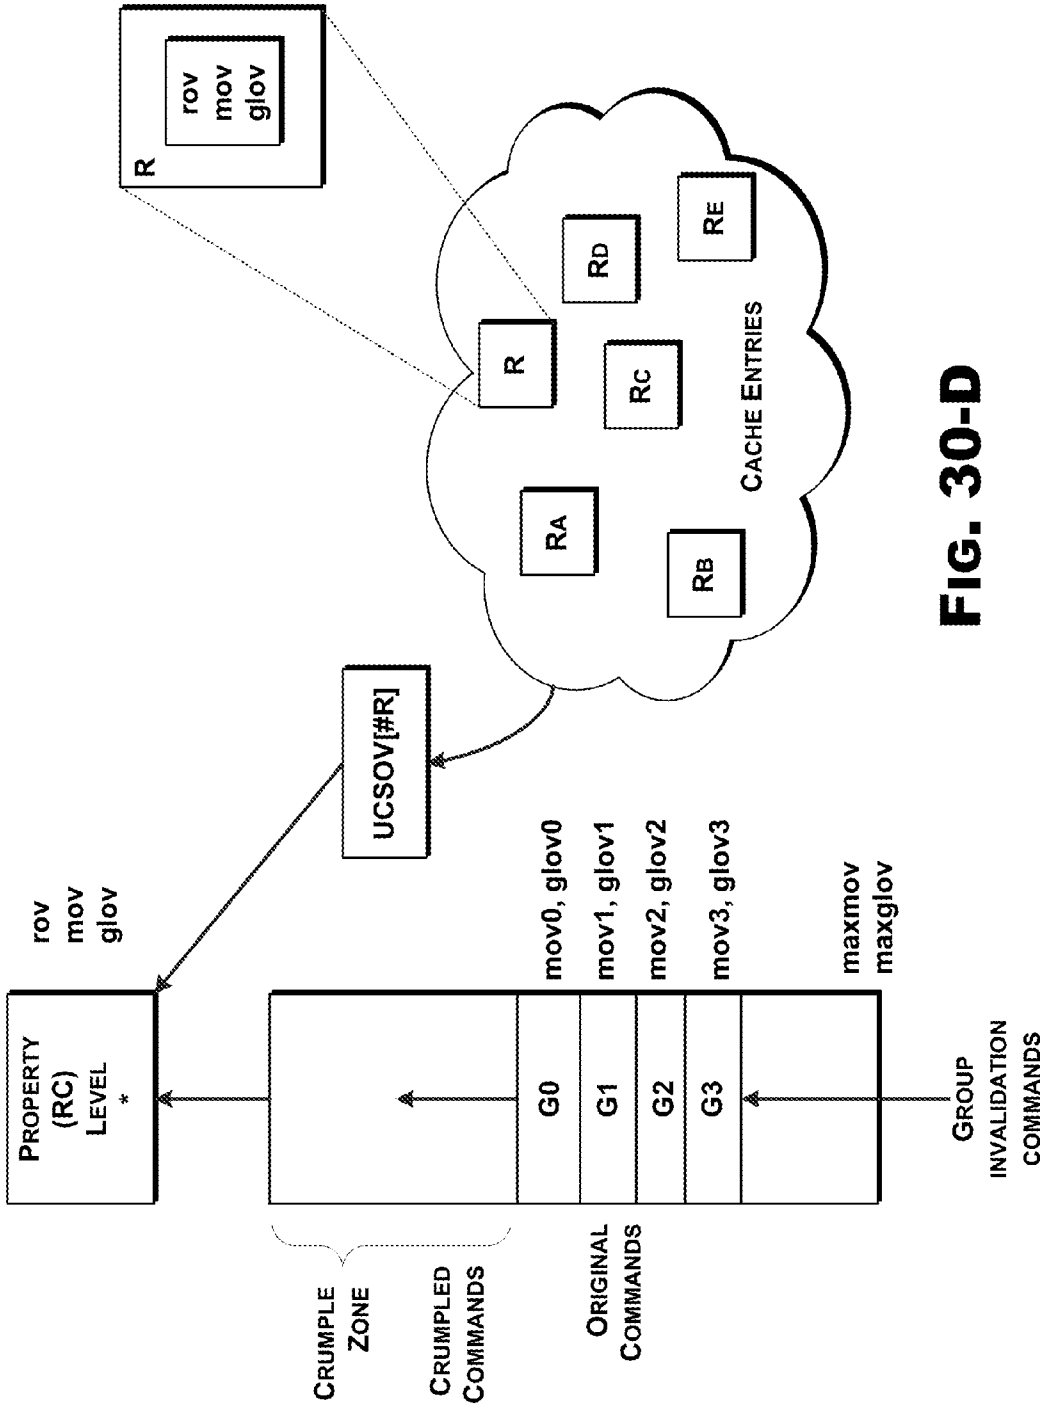 PROPERTY
(RC)
LEVEL
*
rov
mov
glov
R
rov
mov
glov
UCSOV[#R]
CRUMPLE
ZONE
CRUMPLED
COMMANDS
ORIGINAL
COMMANDS
G0
mov0, glov0
G1
mov1, glov1
G2
mov2, glov2
G3
mov3, glov3
maxmov
maxglov
GROUP
INVALIDATION
COMMANDS
R
RA
RB
RC
RD
RE
CACHE ENTRIES
FIG. 30-D